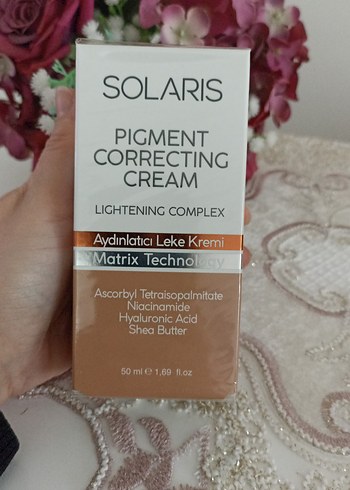 SOLARIS
PIGMENT
CORRECTING
CREAM
LIGHTENING COMPLEX
Aydınlatıcı Leke Kremi
Matrix Technology
Ascorbyl Tetraisopalmitate
Niacinamide
Hyaluronic Acid
Shea Butter
50 ml ℮ 1.69 fl.oz